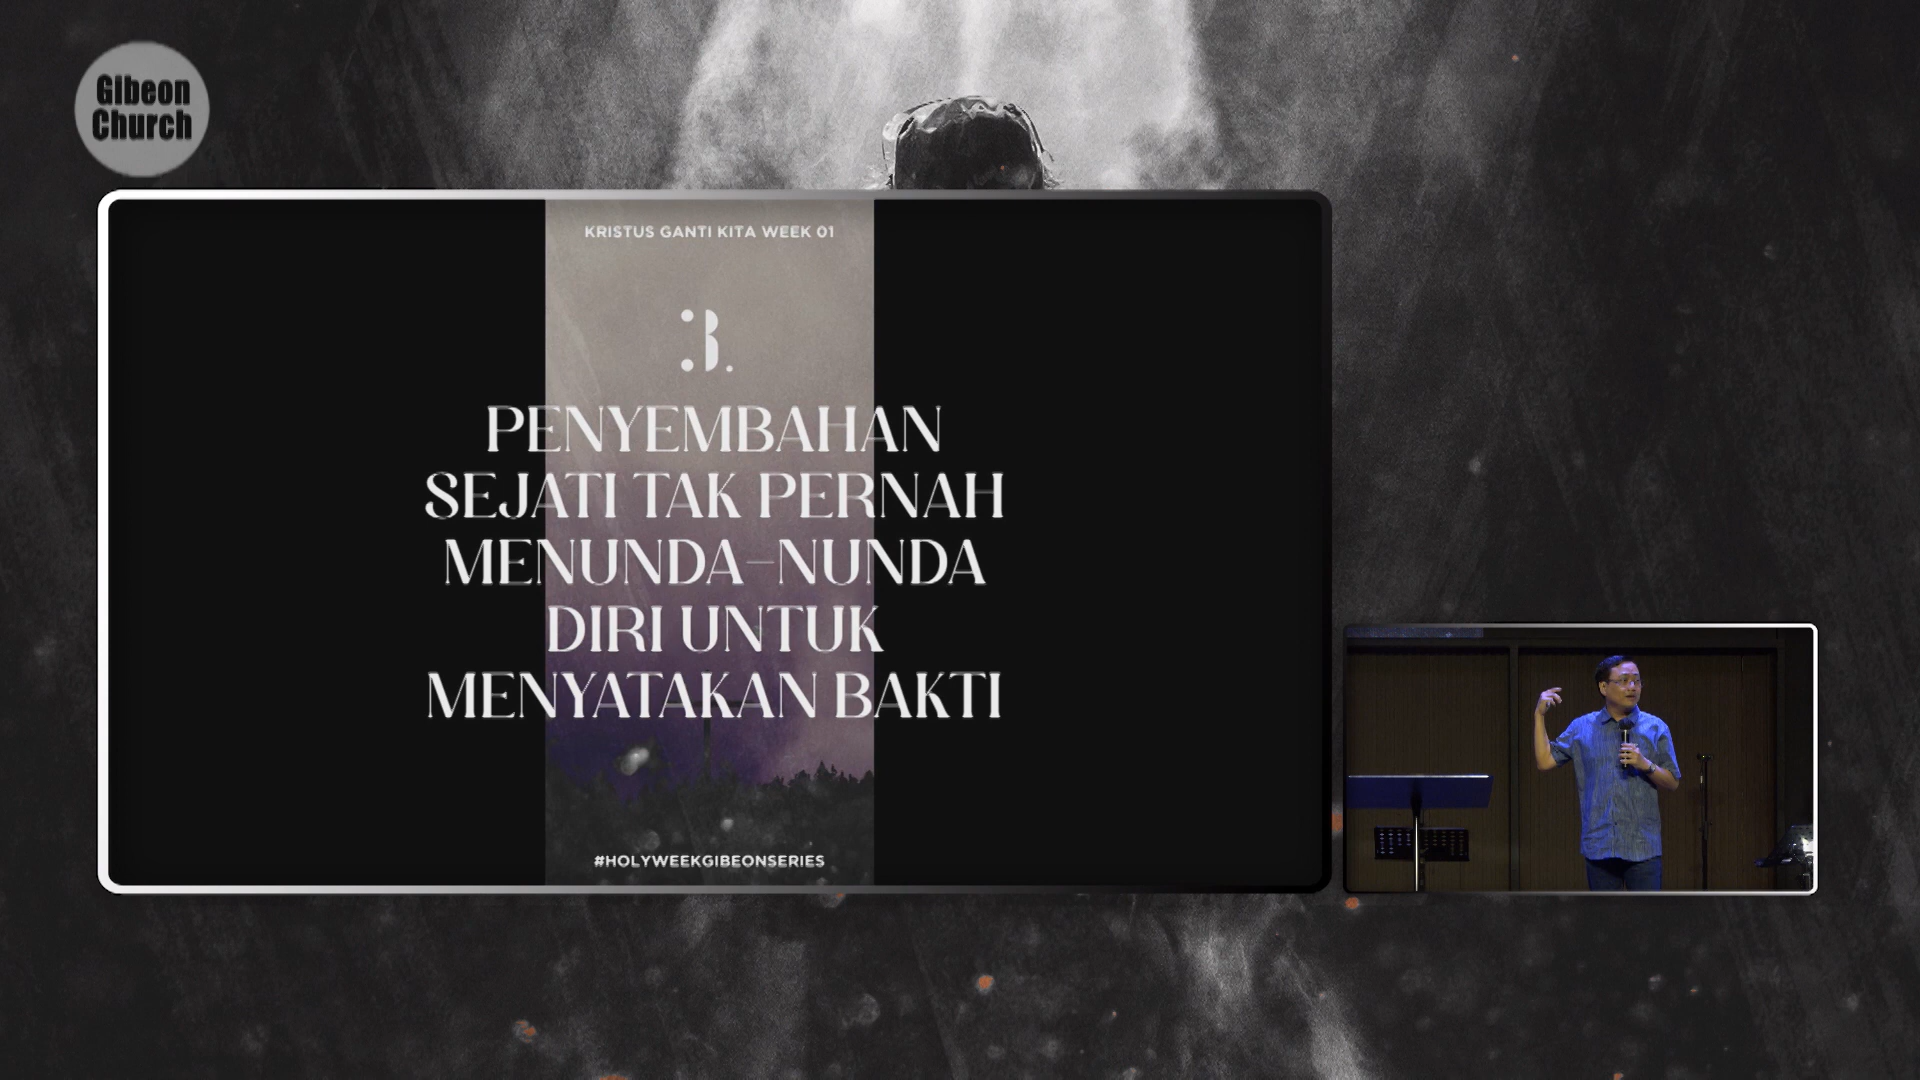 Gibeon
Church
KRISTUS GANTI KITA WEEK 01
3.
PENYEMBAHAN
SEJATI TAK PERNAH
MENUNDA-NUNDA
DIRI UNTUK
MENYATAKAN BAKTI
#HOLYWEEKGIBEONSERIES